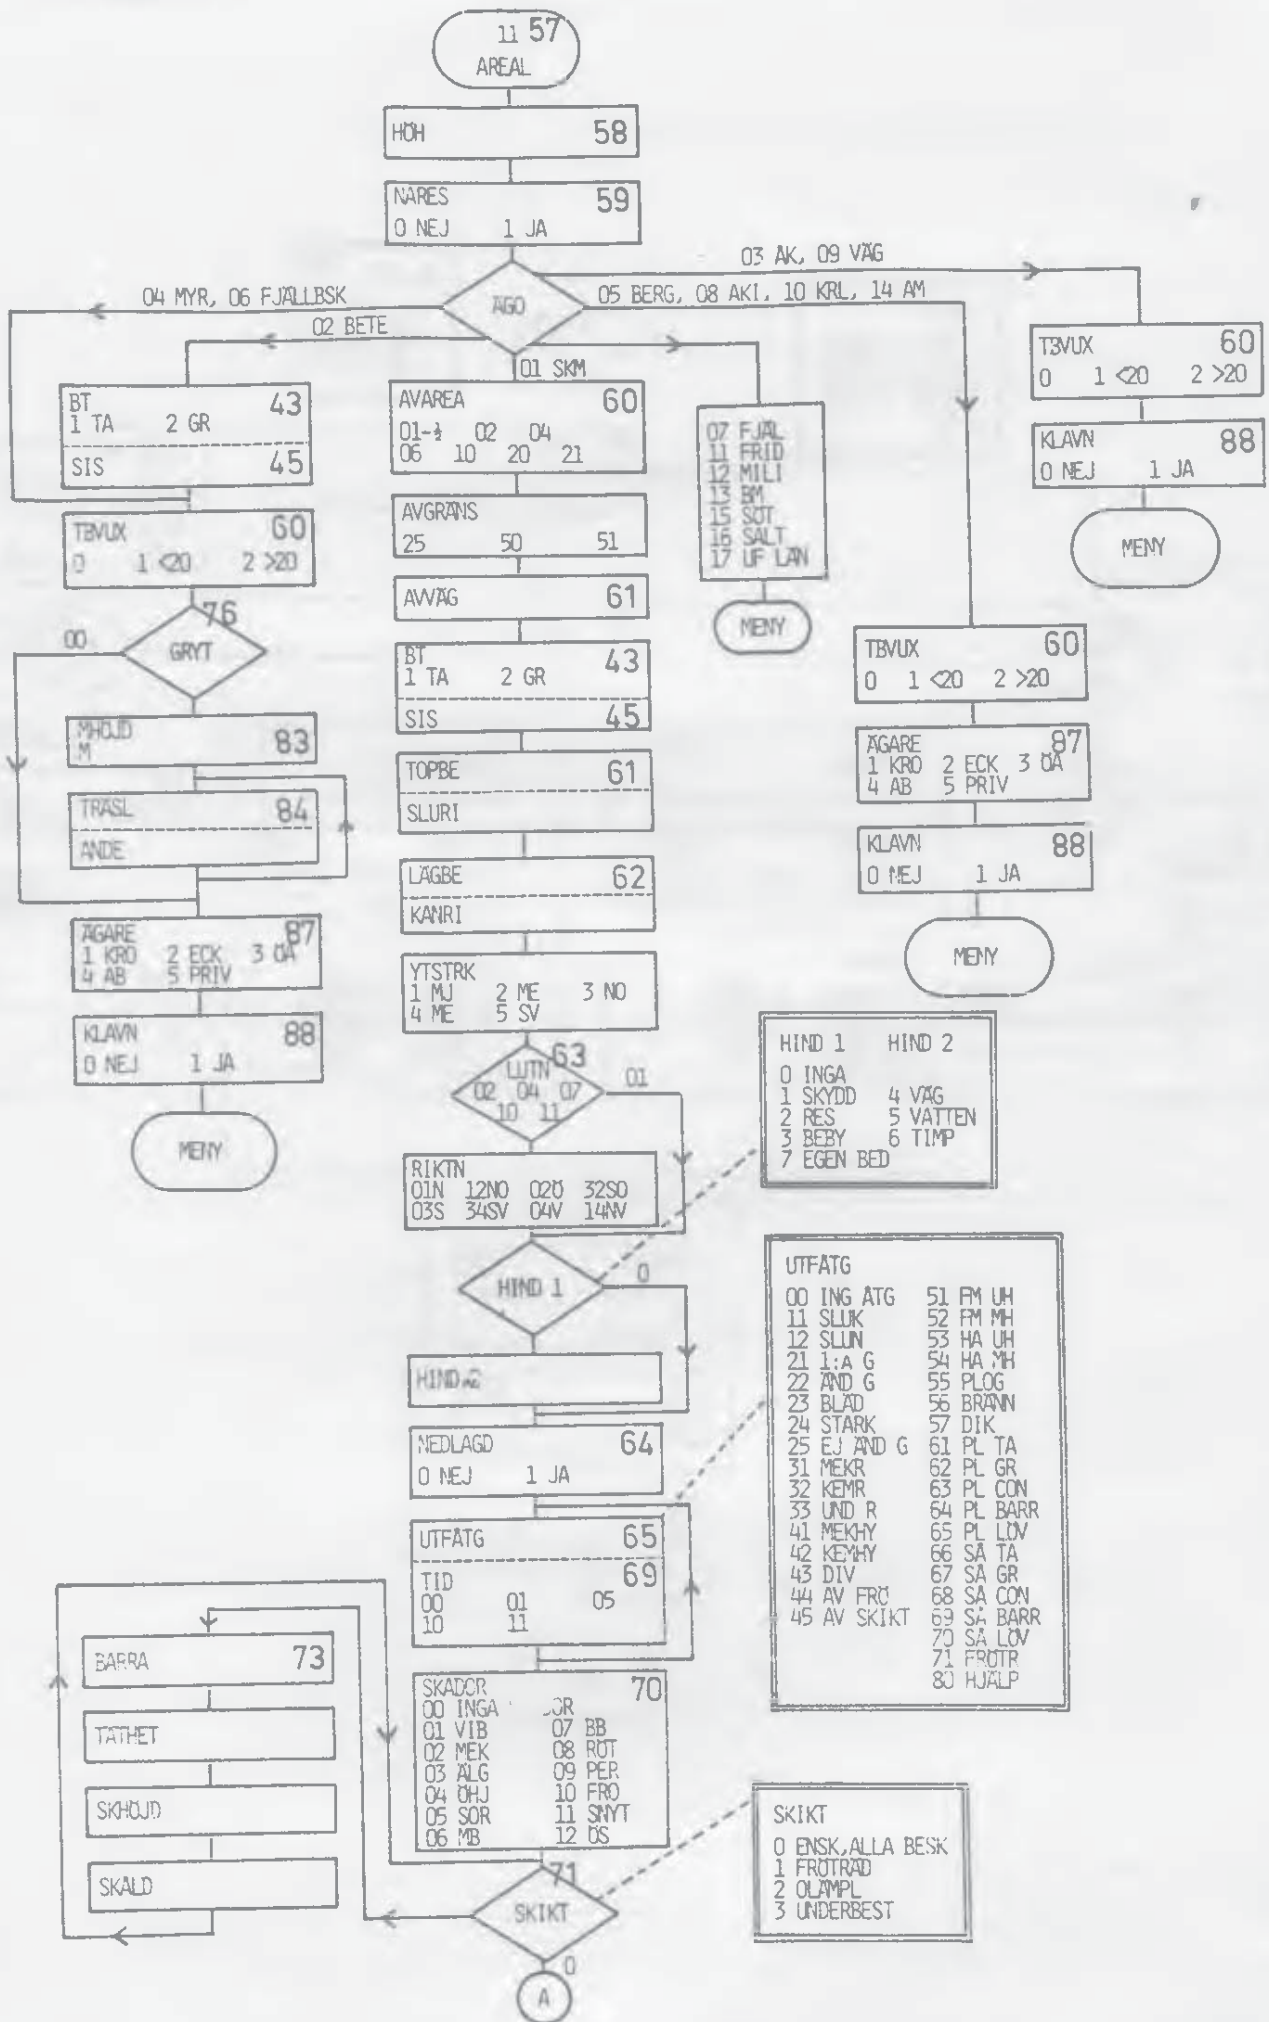 11 57
AREAL
HÖH 58
NARES 59
0 NEJ 1 JA
ÄGO
03 AK, 09 VÄG
04 MYR, 06 FJÄLLBSK
05 BERG, 08 AKI, 10 KRL, 14 AM
02 BETE
01 SKM
BT 43
1 TA 2 GR
SIS 45
TBVUX 60
0 1 <20 2 >20
76
GRYT
00
MHÖJD 83
M
TRÄSL 84
ANDE
ÄGARE 87
1 KRO 2 ECK 3 ÖA
4 AB 5 PRIV
KLAVN 88
0 NEJ 1 JA
MENY
AVAREA 60
01-½ 02 04
06 10 20 21
AVGRÄNS
25 50 51
AVVÄG 61
BT 43
1 TA 2 GR
SIS 45
TOPBE 61
SLURI
LÄGBE 62
KANRI
YTSTRK
1 MJ 2 ME 3 NO
4 ME 5 SV
63
LUTN
02 04 07
10 11
01
RIKTN
01N 12NO 02Ö 32SO
03S 34SV 04V 14NV
HIND 1
0
HIND 2
NEDLAGD 64
0 NEJ 1 JA
UTFATG 65
TID 69
00 01 05
10 11
SKADOR 70
00 INGA
01 VIB 07 BB
02 MEK 08 RÖT
03 ÄLG 09 PER
04 ÖHJ 10 FRO
05 SOR 11 SNYT
06 MB 12 ÖS
71
SKIKT
0
A
BARRA 73
TÄTHET
SKHÖJD
SKÅLD
07 FJÄL
11 FRID
12 MILI
13 BM
15 SÖT
16 SALT
17 UF LÄN
MENY
TBVUX 60
0 1 <20 2 >20
KLAVN 88
0 NEJ 1 JA
MENY
TBVUX 60
0 1 <20 2 >20
ÄGARE 87
1 KRO 2 ECK 3 ÖA
4 AB 5 PRIV
KLAVN 88
0 NEJ 1 JA
MENY
HIND 1 HIND 2
0 INGA
1 SKYDD 4 VÄG
2 RES 5 VATTEN
3 BEBY 6 TIMP
7 EGEN BED
UTFATG
00 ING ÅTG 51 FM UH
11 SLUK 52 FM MH
12 SLUN 53 HA UH
21 1:A G 54 HA MH
22 AND G 55 PLOG
23 BLÄD 56 BRÄNN
24 STARK 57 DIK
25 EJ ÄND G 61 PL TA
31 MEKR 62 PL GR
32 KEMR 63 PL CON
33 UND R 64 PL BARR
41 MEKHY 65 PL LÖV
42 KEMHY 66 SÅ TA
43 DIV 67 SÅ GR
44 AV FRÖ 68 SÅ CON
45 AV SKIKT 69 SÅ BARR
70 SÅ LÖV
71 FRÖTR
80 HJÄLP
SKIKT
0 ENSK,ALLA BESK
1 FRÖTRÄD
2 OLÄMPL
3 UNDERBEST